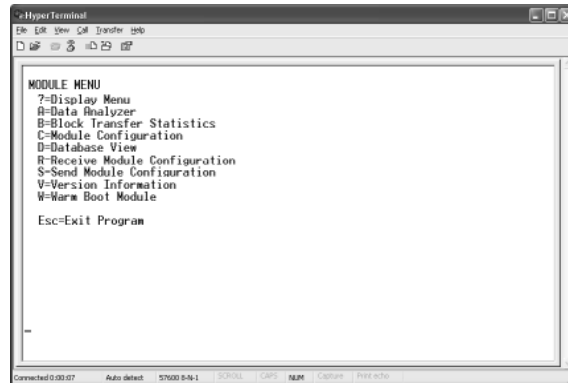 HyperTerminal
File Edit View Call Transfer Help
MODULE MENU
?=Display Menu
A=Data Analyzer
B=Block Transfer Statistics
C=Module Configuration
D=Database View
R=Receive Module Configuration
S=Send Module Configuration
V=Version Information
W=Warm Boot Module
Esc=Exit Program
Connected 0:00:07 Auto detect 57600 8-N-1 SCROLL CAPS NUM Capture Print echo